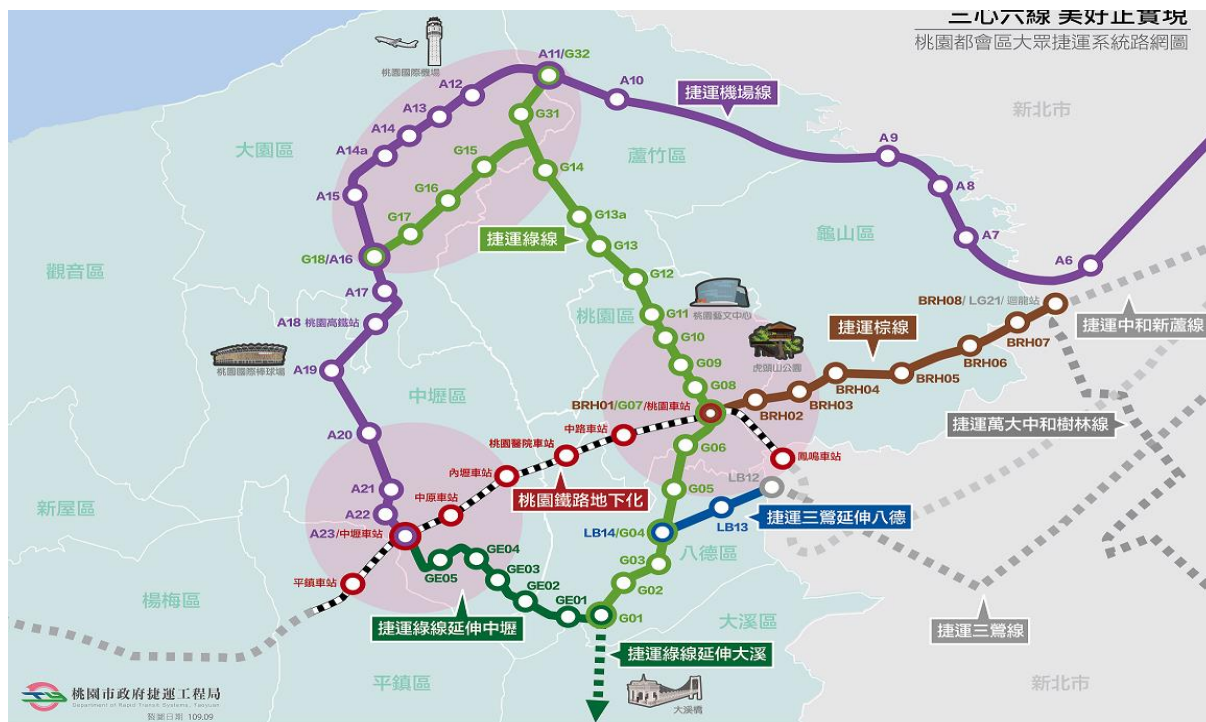 三心六線 美好正實現
桃園都會區大眾捷運系統路網圖
桃園國際機場
A11/G32
A12
A10
捷運機場線
新北市
A13
G31
A14
大園區
G15
蘆竹區
A9
A14a
G14
A15
G16
A8
G17
G13a
捷運綠線
G13
龜山區
A7
G18/A16
G12
A6
觀音區
A17
桃園藝文中心
BRH08/ LG21/ 迴龍站
A18 桃園高鐵站
桃園區
G11
捷運棕線
捷運中和新蘆線
G10
虎頭山公園
BRH07
桃園國際棒球場
A19
G09
BRH06
中壢區
G08
BRH04
BRH05
BRH01/G07/桃園車站
BRH03
BRH02
捷運萬大中和樹林線
A20
中路車站
桃園醫院車站
G06
鳳鳴車站
內壢車站
LB12
A21
桃園鐵路地下化
G05
新屋區
中原車站
捷運三鶯延伸八德
A22
LB13
A23/中壢車站
LB14/G04
八德區
GE04
G03
平鎮車站
GE05
GE03
G02
GE02
楊梅區
GE01
G01
大溪區
捷運綠線延伸中壢
捷運三鶯線
捷運綠線延伸大溪
平鎮區
新北市
桃園市政府捷運工程局
Department of Rapid Transit Systems, Taoyuan
大溪橋
製圖日期 109.09